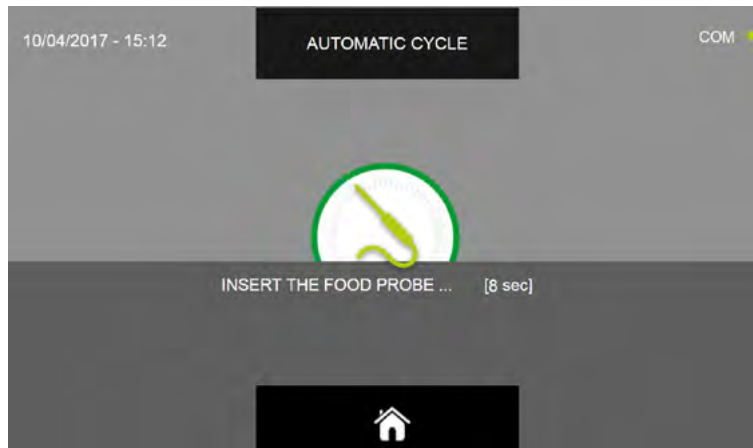 10/04/2017 - 15:12
AUTOMATIC CYCLE
COM
INSERT THE FOOD PROBE ... [8 sec]